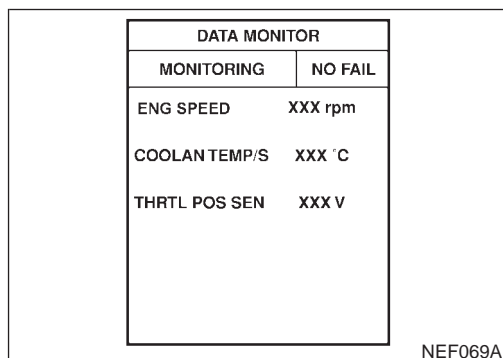 DATA MONITOR
MONITORING NO FAIL
ENG SPEED XXX rpm
COOLAN TEMP/S XXX °C
THRTL POS SEN XXX V
NEF069A